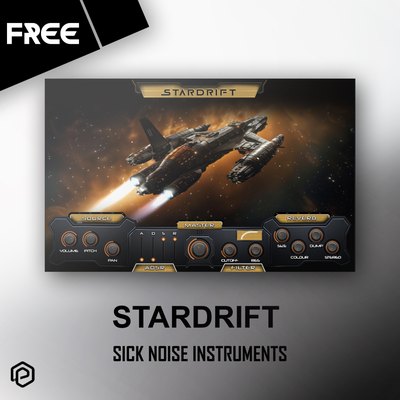 FREE
STARDRIFT
SOURCE
MASTER
REVERB
A D S R
VOLUME PITCH
PAN
SIZE DUMP
CUTOFF RES
COLOUR STEREO
ADSR
FILTER
STARDRIFT
SICK NOISE INSTRUMENTS